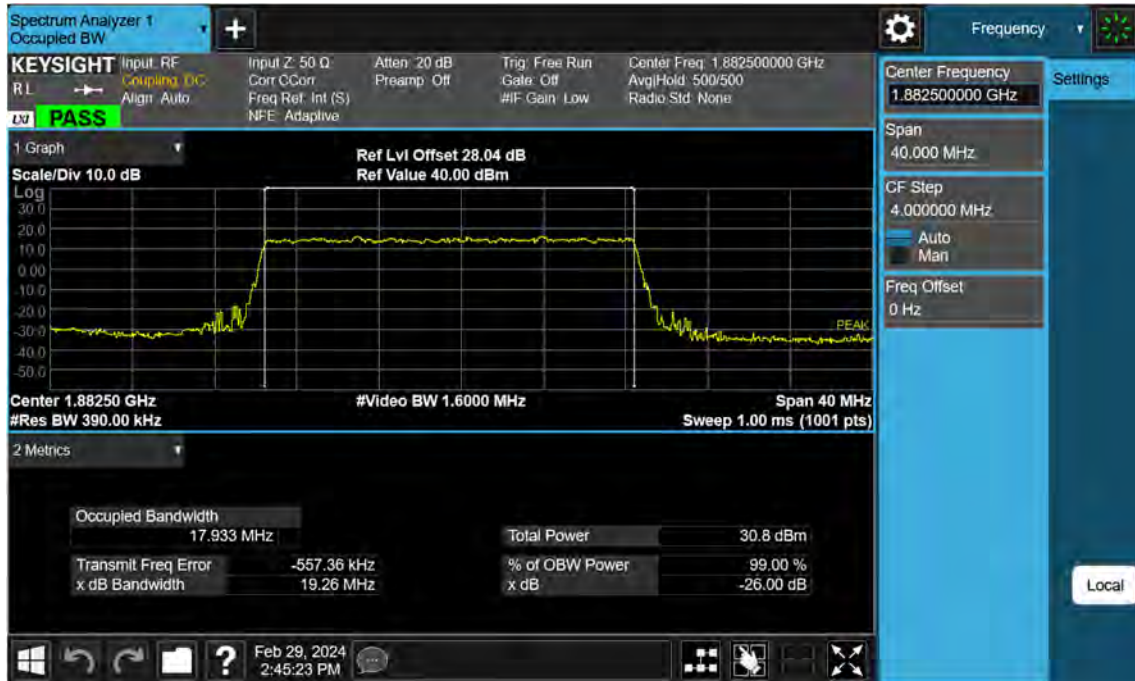 Spectrum Analyzer 1
Occupied BW
+
Frequency
KEYSIGHT
R L
LXI PASS
Input: RF
Coupling: DC
Align: Auto
Input Z: 50 Ω
Corr CCorr
Freq Ref: Int (S)
NFE: Adaptive
Atten: 20 dB
Preamp: Off
Trig: Free Run
Gate: Off
#IF Gain: Low
Center Freq: 1.882500000 GHz
Avg|Hold: 500/500
Radio Std: None
Center Frequency
1.882500000 GHz
Settings
Span
40.000 MHz
CF Step
4.000000 MHz
Auto
Man
Freq Offset
0 Hz
1 Graph
Scale/Div 10.0 dB
Ref Lvl Offset 28.04 dB
Ref Value 40.00 dBm
Log
30.0
20.0
10.0
0.00
-10.0
-20.0
-30.0
-40.0
-50.0
PEAK
Center 1.88250 GHz
#Video BW 1.6000 MHz
Span 40 MHz
#Res BW 390.00 kHz
Sweep 1.00 ms (1001 pts)
2 Metrics
Occupied Bandwidth
17.933 MHz
Total Power 30.8 dBm
Transmit Freq Error -557.36 kHz
% of OBW Power 99.00 %
x dB Bandwidth 19.26 MHz
x dB -26.00 dB
Local
?
Feb 29, 2024
2:45:23 PM